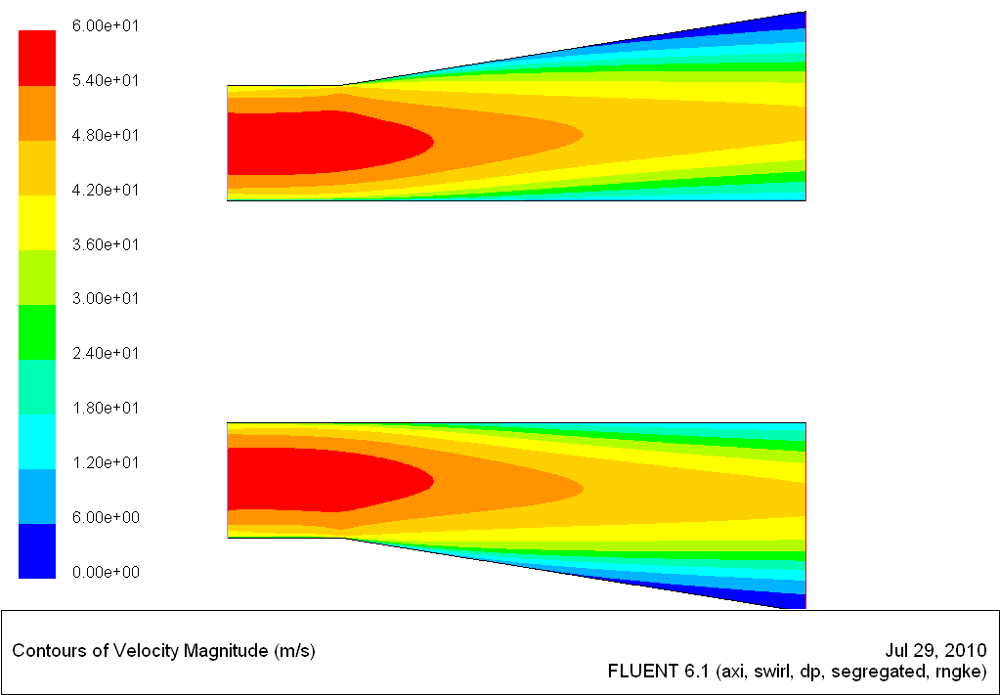 6.00e+01
5.40e+01
4.80e+01
4.20e+01
3.60e+01
3.00e+01
2.40e+01
1.80e+01
1.20e+01
6.00e+00
0.00e+00
Contours of Velocity Magnitude (m/s)
Jul 29, 2010
FLUENT 6.1 (axi, swirl, dp, segregated, rngke)